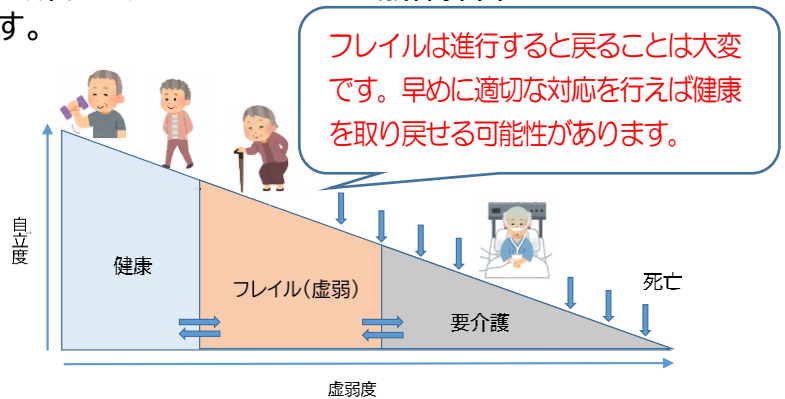 す。
フレイルは進行すると戻ることは大変
です。早めに適切な対応を行えば健康
を取り戻せる可能性があります。
自立度
健康
フレイル(虚弱)
要介護
死亡
虚弱度